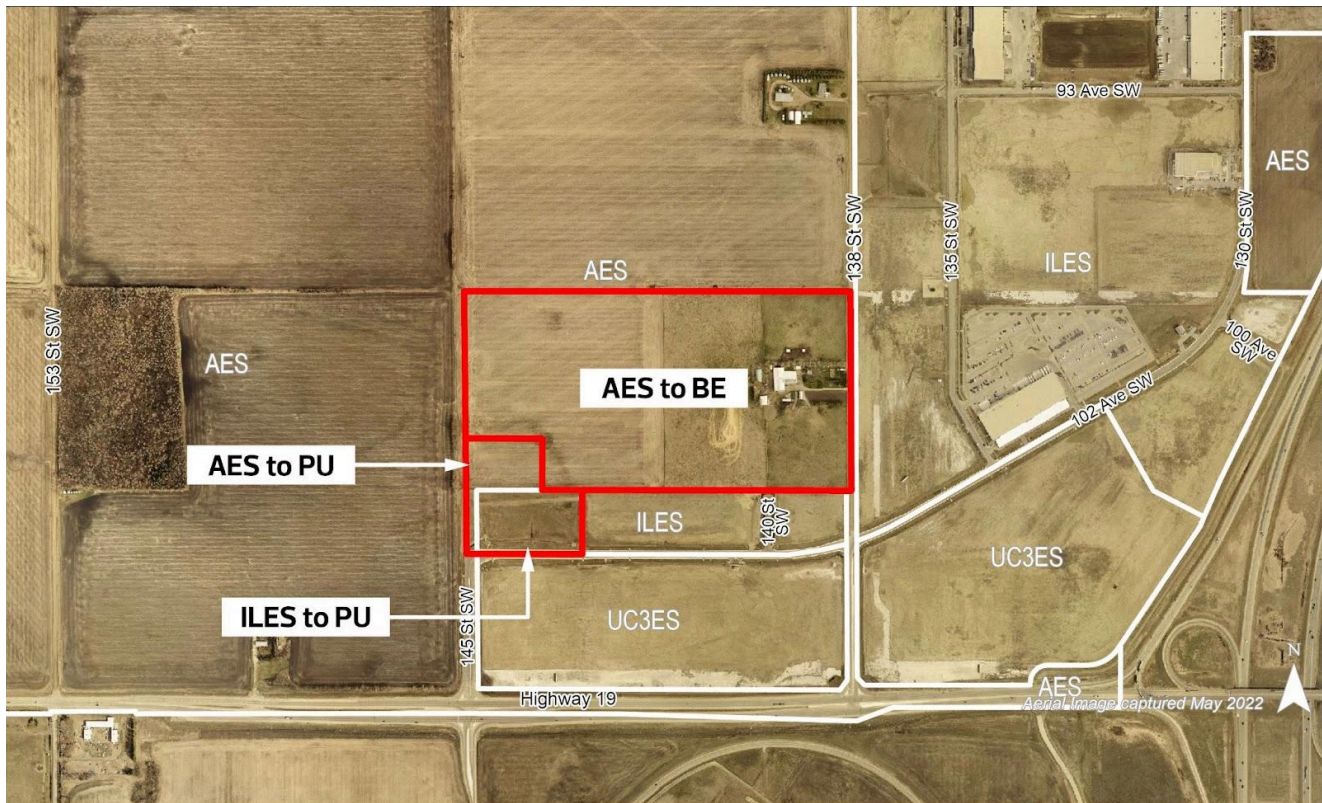 93 Ave SW
AES
138 St SW
135 St SW
130 St SW
AES
ILES
153 St SW
AES
100 Ave
SW
AES to BE
102 Ave SW
AES to PU
ILES
140 St
SW
UC3ES
ILES to PU
UC3ES
145 St SW
Highway 19
AES
N
Aerial Image captured May 2022